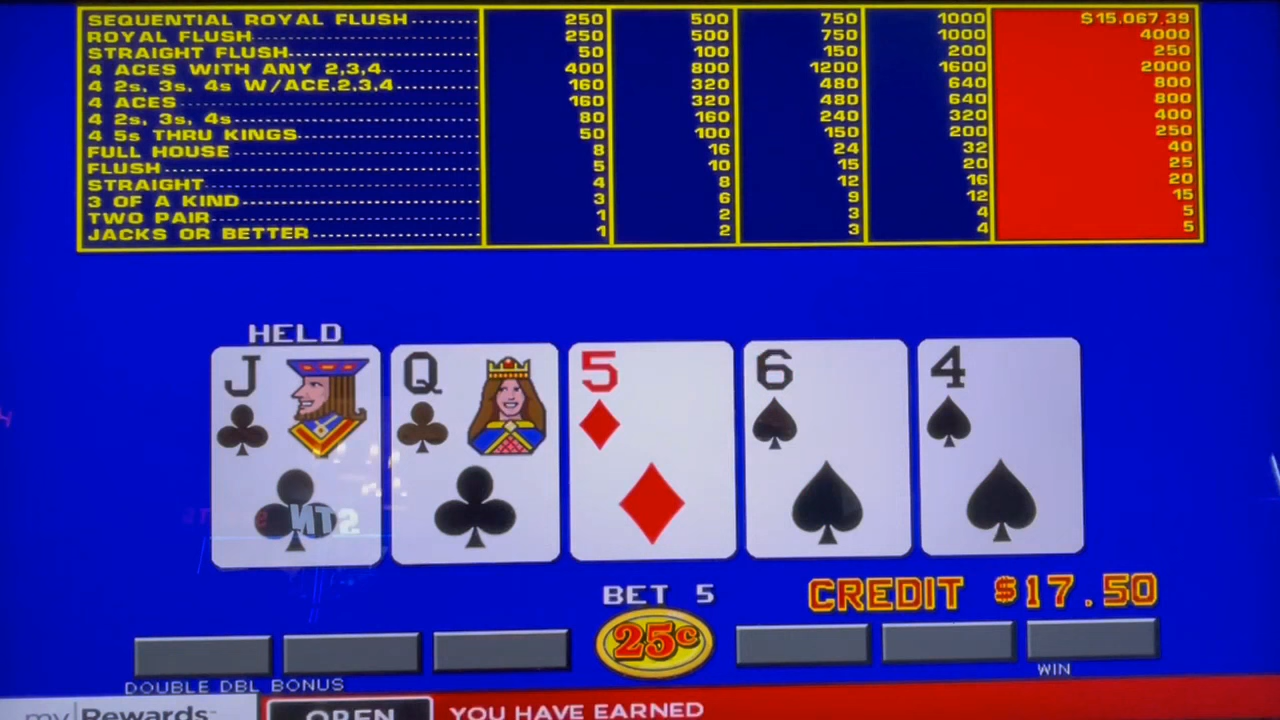 SEQUENTIAL ROYAL FLUSH 250 500 750 1000 $15,067.39
ROYAL FLUSH 250 500 750 1000 4000
STRAIGHT FLUSH 50 100 150 200 250
4 ACES WITH ANY 2,3,4 400 800 1200 1600 2000
4 2s, 3s, 4s W/ACE,2,3,4 160 320 480 640 800
4 ACES 160 320 480 640 800
4 2s, 3s, 4s 80 160 240 320 400
4 5s THRU KINGS 50 100 150 200 250
FULL HOUSE 8 16 24 32 40
FLUSH 5 10 15 20 25
STRAIGHT 4 8 12 16 20
3 OF A KIND 3 6 9 12 15
TWO PAIR 1 2 3 4 5
JACKS OR BETTER 1 2 3 4 5
HELD
J Q 5 6 4
BET 5 CREDIT $17.50
25¢
WIN
DOUBLE DBL BONUS
my|Rewards OPEN YOU HAVE EARNED